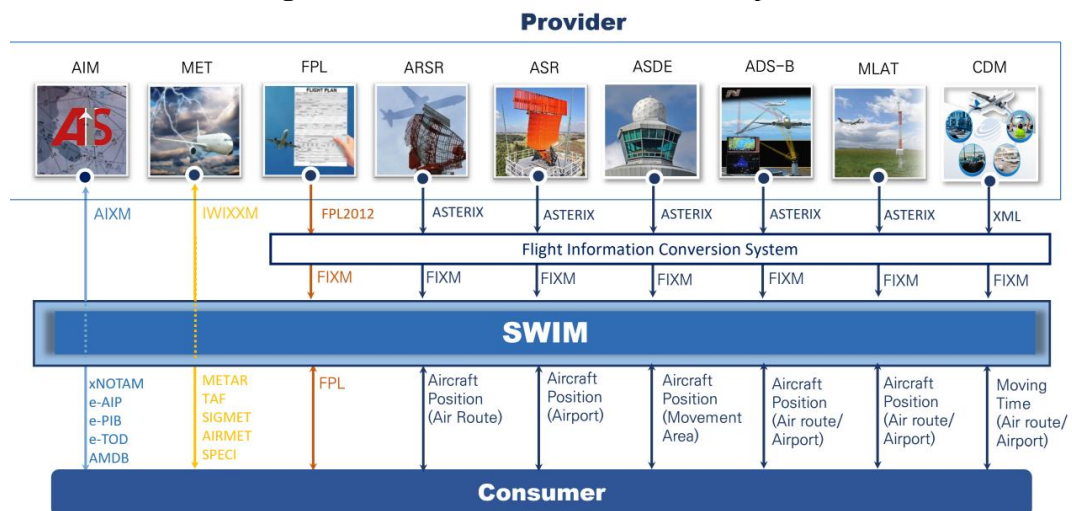 Provider
AIM MET FPL ARSR ASR ASDE ADS-B MLAT CDM
AIS
FLIGHT PLAN
AIXM IWIXXM FPL2012 ASTERIX ASTERIX ASTERIX ASTERIX ASTERIX XML
Flight Information Conversion System
FIXM FIXM FIXM FIXM FIXM FIXM FIXM
SWIM
xNOTAM
e-AIP
e-PIB
e-TOD
AMDB
METAR
TAF
SIGMET
AIRMET
SPECI
FPL
Aircraft
Position
(Air Route)
Aircraft
Position
(Airport)
Aircraft
Position
(Movement
Area)
Aircraft
Position
(Air route/
Airport)
Aircraft
Position
(Air route/
Airport)
Moving
Time
(Air route/
Airport)
Consumer